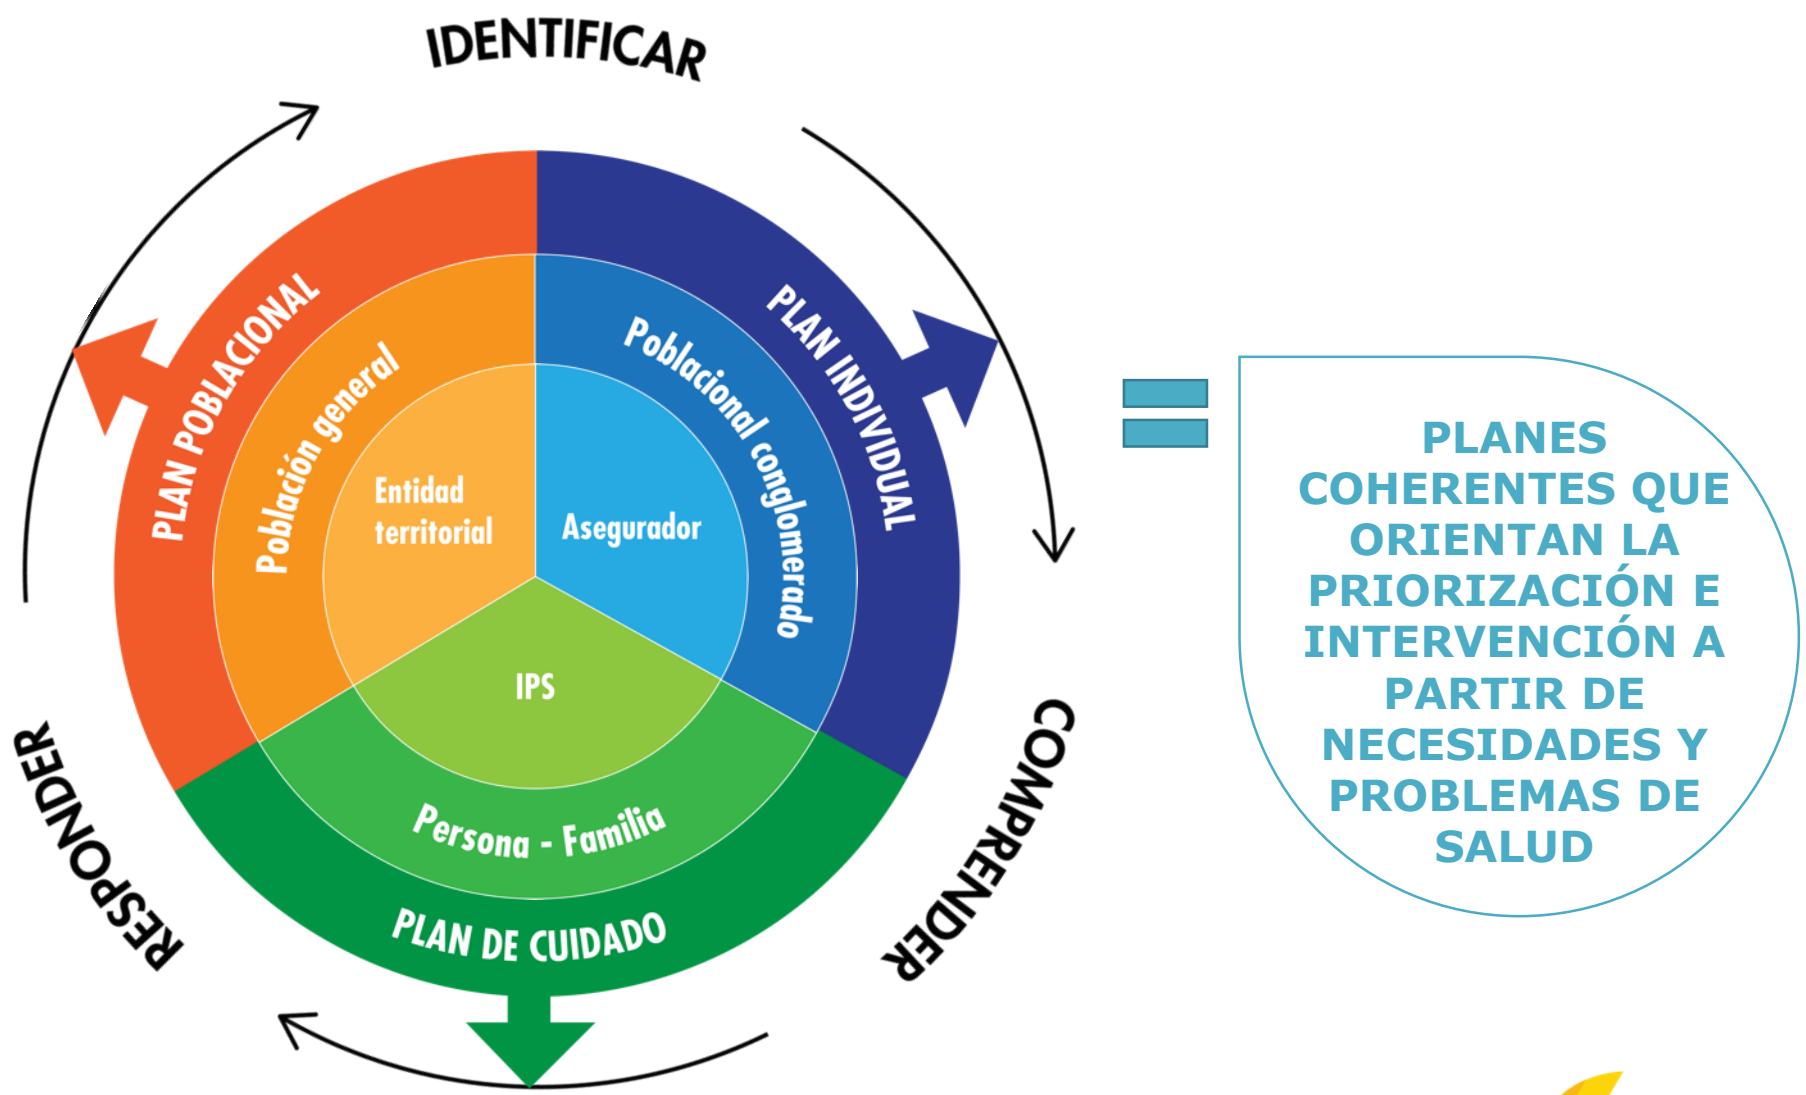 IDENTIFICAR
PLAN POBLACIONAL
Población general
Entidad
territorial
PLAN INDIVIDUAL
Poblacional conglomerado
Asegurador
IPS
Persona - Familia
PLAN DE CUIDADO
COMPRENDER
RESPONDER
PLANES
COHERENTES QUE
ORIENTAN LA
PRIORIZACIÓN E
INTERVENCIÓN A
PARTIR DE
NECESIDADES Y
PROBLEMAS DE
SALUD